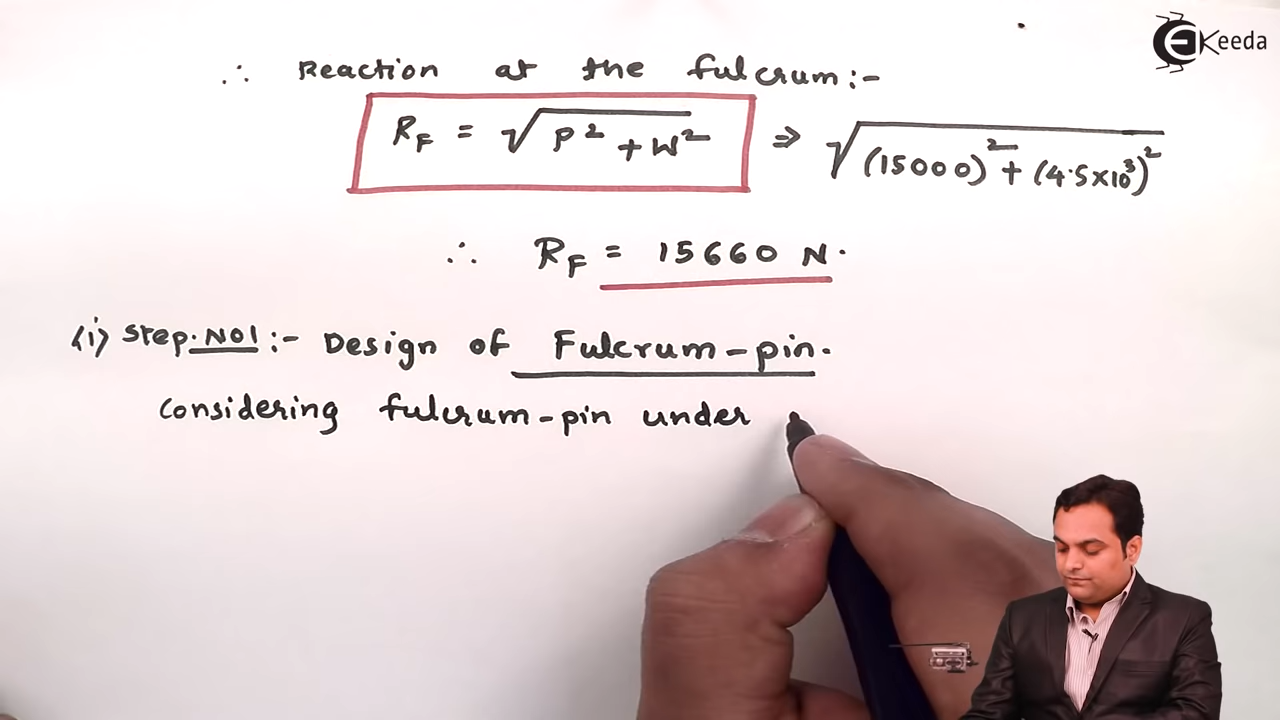 ∴ Reaction at the fulcrum:-
R_F = √(P² + W²) ⇒ √((15000)² + (4.5×10³)²)
∴ R_F = 15660 N.
(i) Step.No1:- Design of Fulcrum-pin.
Considering fulcrum-pin under
EKeeda